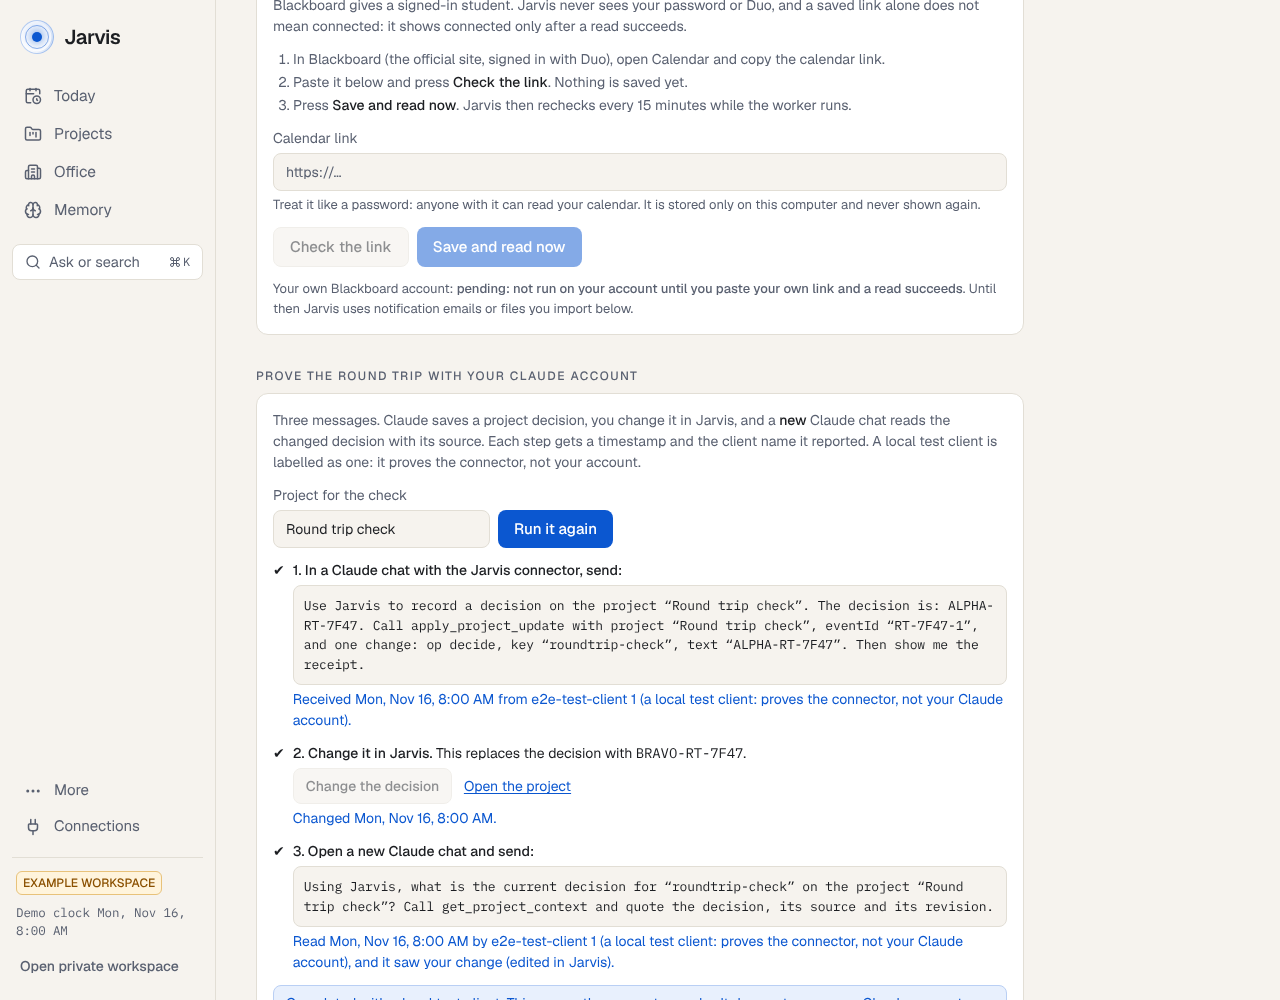 Jarvis
Today
Projects
Office
Memory
Ask or search ⌘K
More
Connections
EXAMPLE WORKSPACE
Demo clock Mon, Nov 16,
8:00 AM
Open private workspace
Blackboard gives a signed-in student. Jarvis never sees your password or Duo, and a saved link alone does not
mean connected: it shows connected only after a read succeeds.
1. In Blackboard (the official site, signed in with Duo), open Calendar and copy the calendar link.
2. Paste it below and press Check the link. Nothing is saved yet.
3. Press Save and read now. Jarvis then rechecks every 15 minutes while the worker runs.
Calendar link
https://…
Treat it like a password: anyone with it can read your calendar. It is stored only on this computer and never shown again.
Check the link Save and read now
Your own Blackboard account: pending: not run on your account until you paste your own link and a read succeeds. Until
then Jarvis uses notification emails or files you import below.
PROVE THE ROUND TRIP WITH YOUR CLAUDE ACCOUNT
Three messages. Claude saves a project decision, you change it in Jarvis, and a new Claude chat reads the
changed decision with its source. Each step gets a timestamp and the client name it reported. A local test client is
labelled as one: it proves the connector, not your account.
Project for the check
Round trip check Run it again
✔ 1. In a Claude chat with the Jarvis connector, send:
Use Jarvis to record a decision on the project “Round trip check”. The decision is: ALPHA-
RT-7F47. Call apply_project_update with project “Round trip check”, eventId “RT-7F47-1”,
and one change: op decide, key “roundtrip-check”, text “ALPHA-RT-7F47”. Then show me the
receipt.
Received Mon, Nov 16, 8:00 AM from e2e-test-client 1 (a local test client: proves the connector, not your Claude
account).
✔ 2. Change it in Jarvis. This replaces the decision with BRAVO-RT-7F47.
Change the decision Open the project
Changed Mon, Nov 16, 8:00 AM.
✔ 3. Open a new Claude chat and send:
Using Jarvis, what is the current decision for “roundtrip-check” on the project “Round
trip check”? Call get_project_context and quote the decision, its source and its revision.
Read Mon, Nov 16, 8:00 AM by e2e-test-client 1 (a local test client: proves the connector, not your Claude
account), and it saw your change (edited in Jarvis).